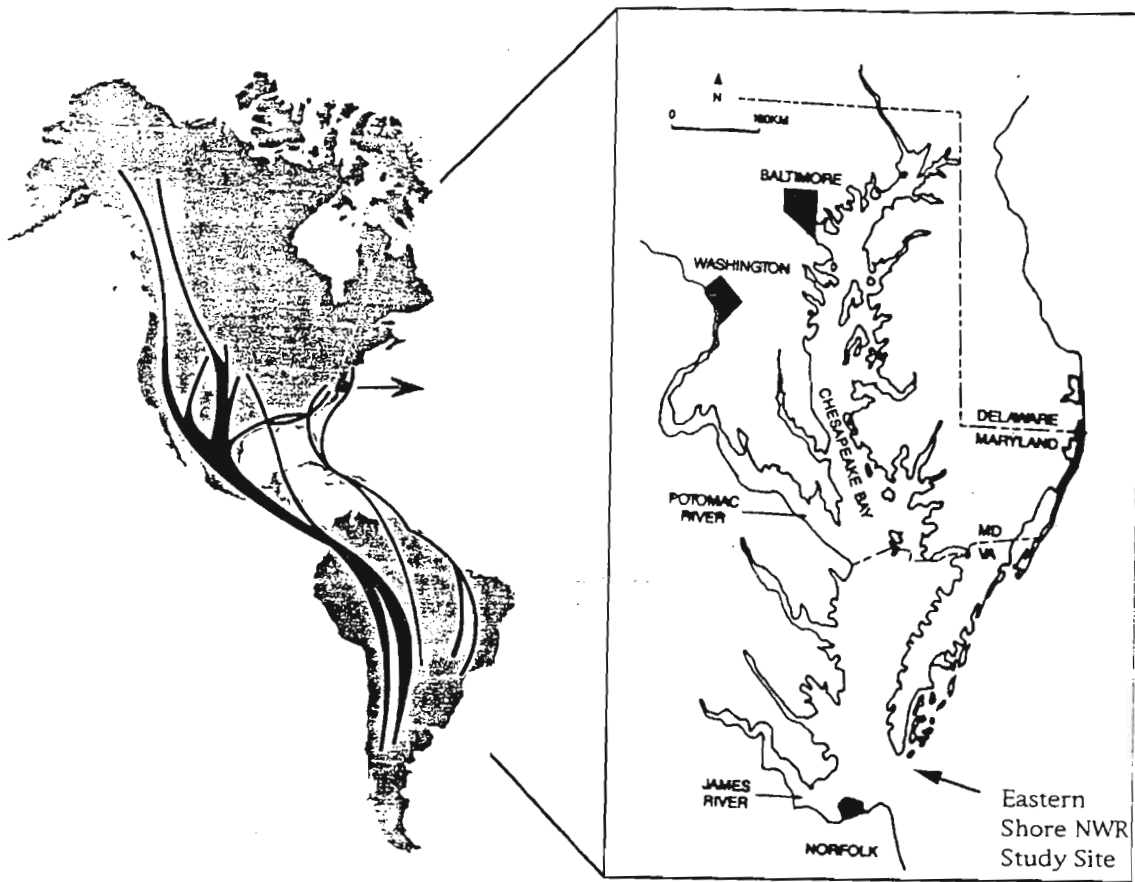 N
0 160KM
BALTIMORE
WASHINGTON
CHESAPEAKE BAY
DELAWARE
MARYLAND
POTOMAC
RIVER
MD
VA
JAMES
RIVER
NORFOLK
Eastern
Shore NWR
Study Site